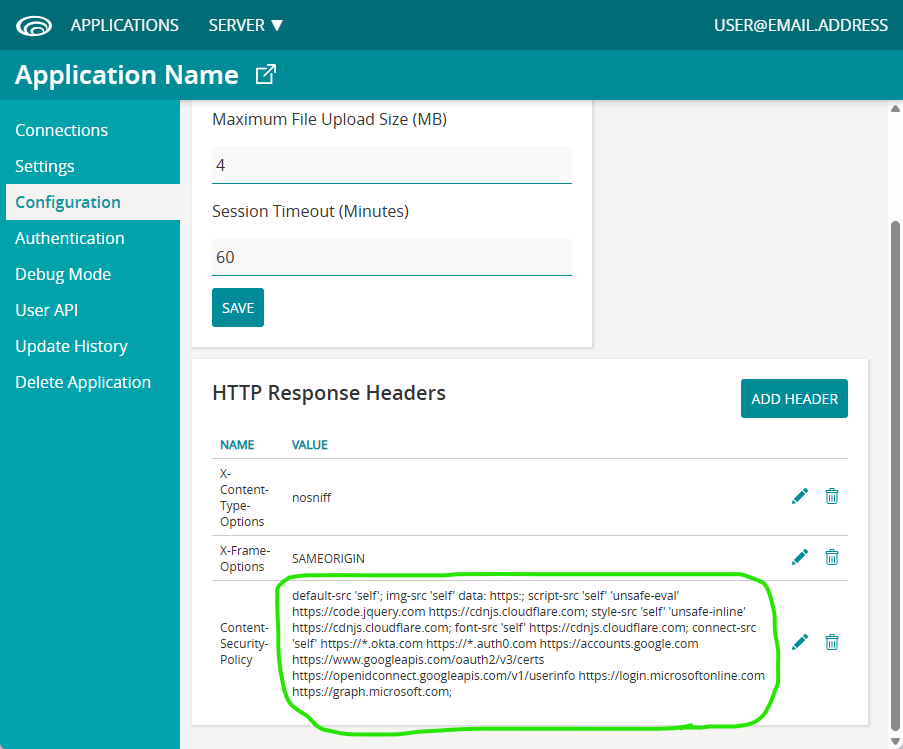 APPLICATIONS SERVER ▼ USER@EMAIL.ADDRESS
Application Name
Connections
Settings
Configuration
Authentication
Debug Mode
User API
Update History
Delete Application
Maximum File Upload Size (MB)
4
Session Timeout (Minutes)
60
SAVE
HTTP Response Headers
ADD HEADER
NAME VALUE
X-
Content-
Type-
Options
nosniff
X-Frame-
Options
SAMEORIGIN
Content-
Security-
Policy
default-src 'self'; img-src 'self' data: https:; script-src 'self' 'unsafe-eval'
https://code.jquery.com https://cdnjs.cloudflare.com; style-src 'self' 'unsafe-inline'
https://cdnjs.cloudflare.com; font-src 'self' https://cdnjs.cloudflare.com; connect-src
'self' https://*.okta.com https://*.auth0.com https://accounts.google.com
https://www.googleapis.com/oauth2/v3/certs
https://openidconnect.googleapis.com/v1/userinfo https://login.microsoftonline.com
https://graph.microsoft.com;